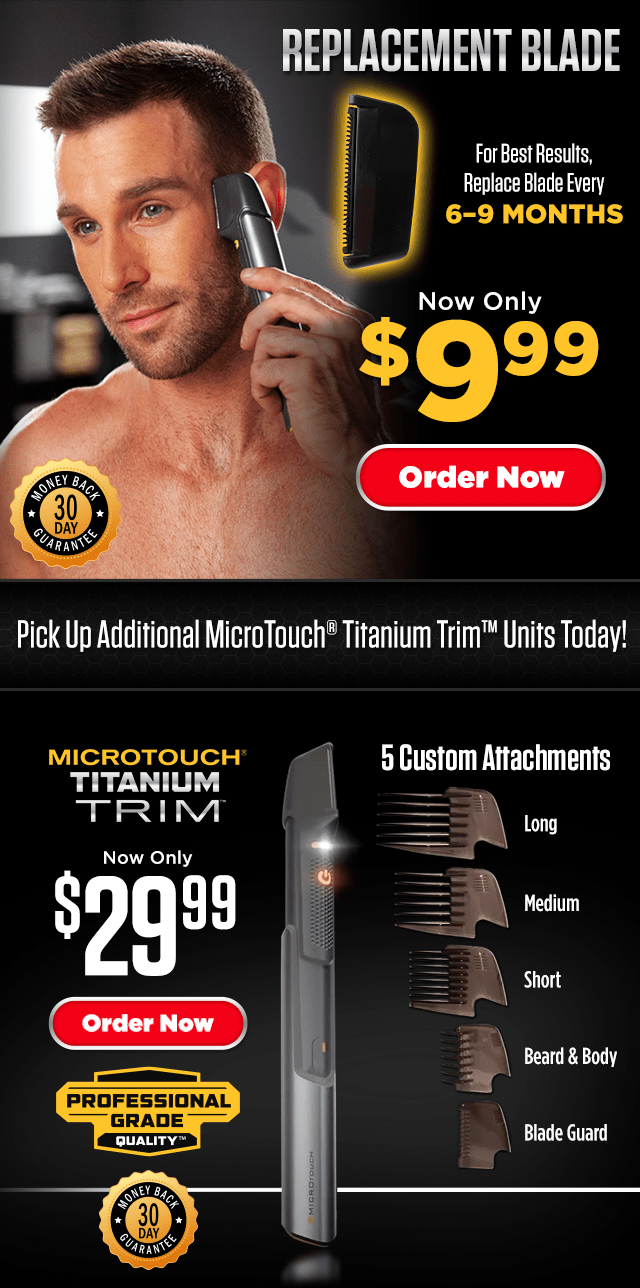 REPLACEMENT BLADE
For Best Results,
Replace Blade Every
6–9 MONTHS
Now Only
$9.99
Order Now
MONEY BACK
30
DAY
GUARANTEE
Pick Up Additional MicroTouch® Titanium Trim™ Units Today!
MICROTOUCH®
TITANIUM
TRIM™
Now Only
$29.99
Order Now
PROFESSIONAL
GRADE
QUALITY™
MONEY BACK
30
DAY
GUARANTEE
MICROTOUCH
5 Custom Attachments
Long
Medium
Short
Beard & Body
Blade Guard